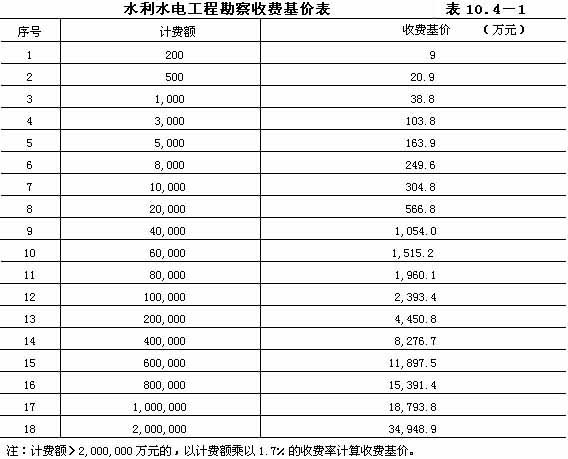 水利水电工程勘察收费基价表 表10.4－1
序号 计费额 收费基价 （万元）
1 200 9
2 500 20.9
3 1,000 38.8
4 3,000 103.8
5 5,000 163.9
6 8,000 249.6
7 10,000 304.8
8 20,000 566.8
9 40,000 1,054.0
10 60,000 1,515.2
11 80,000 1,960.1
12 100,000 2,393.4
13 200,000 4,450.8
14 400,000 8,276.7
15 600,000 11,897.5
16 800,000 15,391.4
17 1,000,000 18,793.8
18 2,000,000 34,948.9
注：计费额>2,000,000万元的，以计费额乘以1.7%的收费率计算收费基价。